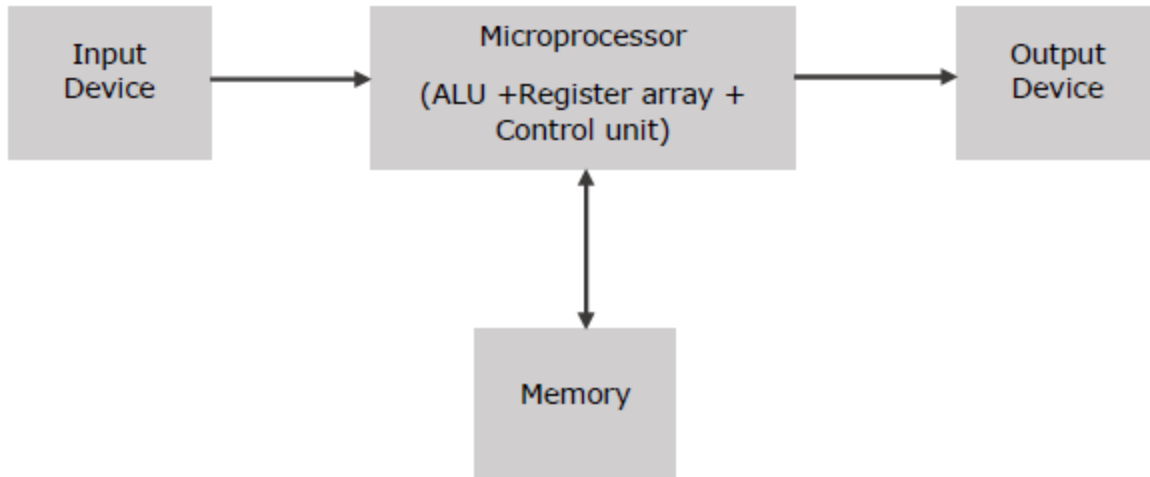 Input
Device
Microprocessor
(ALU +Register array +
Control unit)
Output
Device
Memory